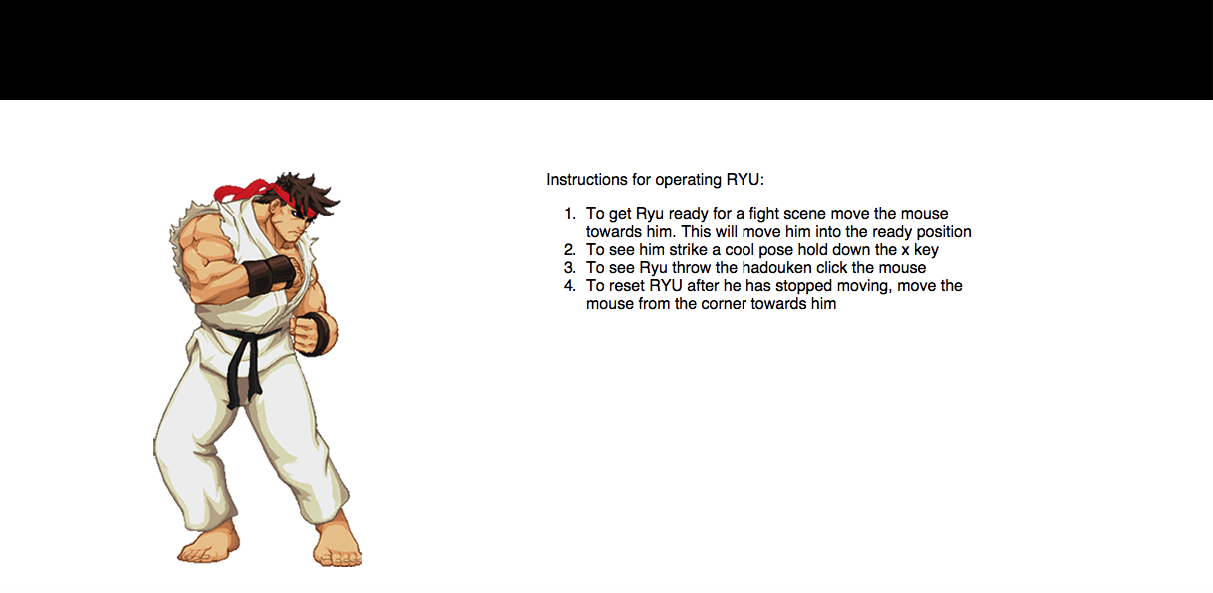 Instructions for operating RYU:
1. To get Ryu ready for a fight scene move the mouse
towards him. This will move him into the ready position
2. To see him strike a cool pose hold down the x key
3. To see Ryu throw the hadouken click the mouse
4. To reset RYU after he has stopped moving, move the
mouse from the corner towards him